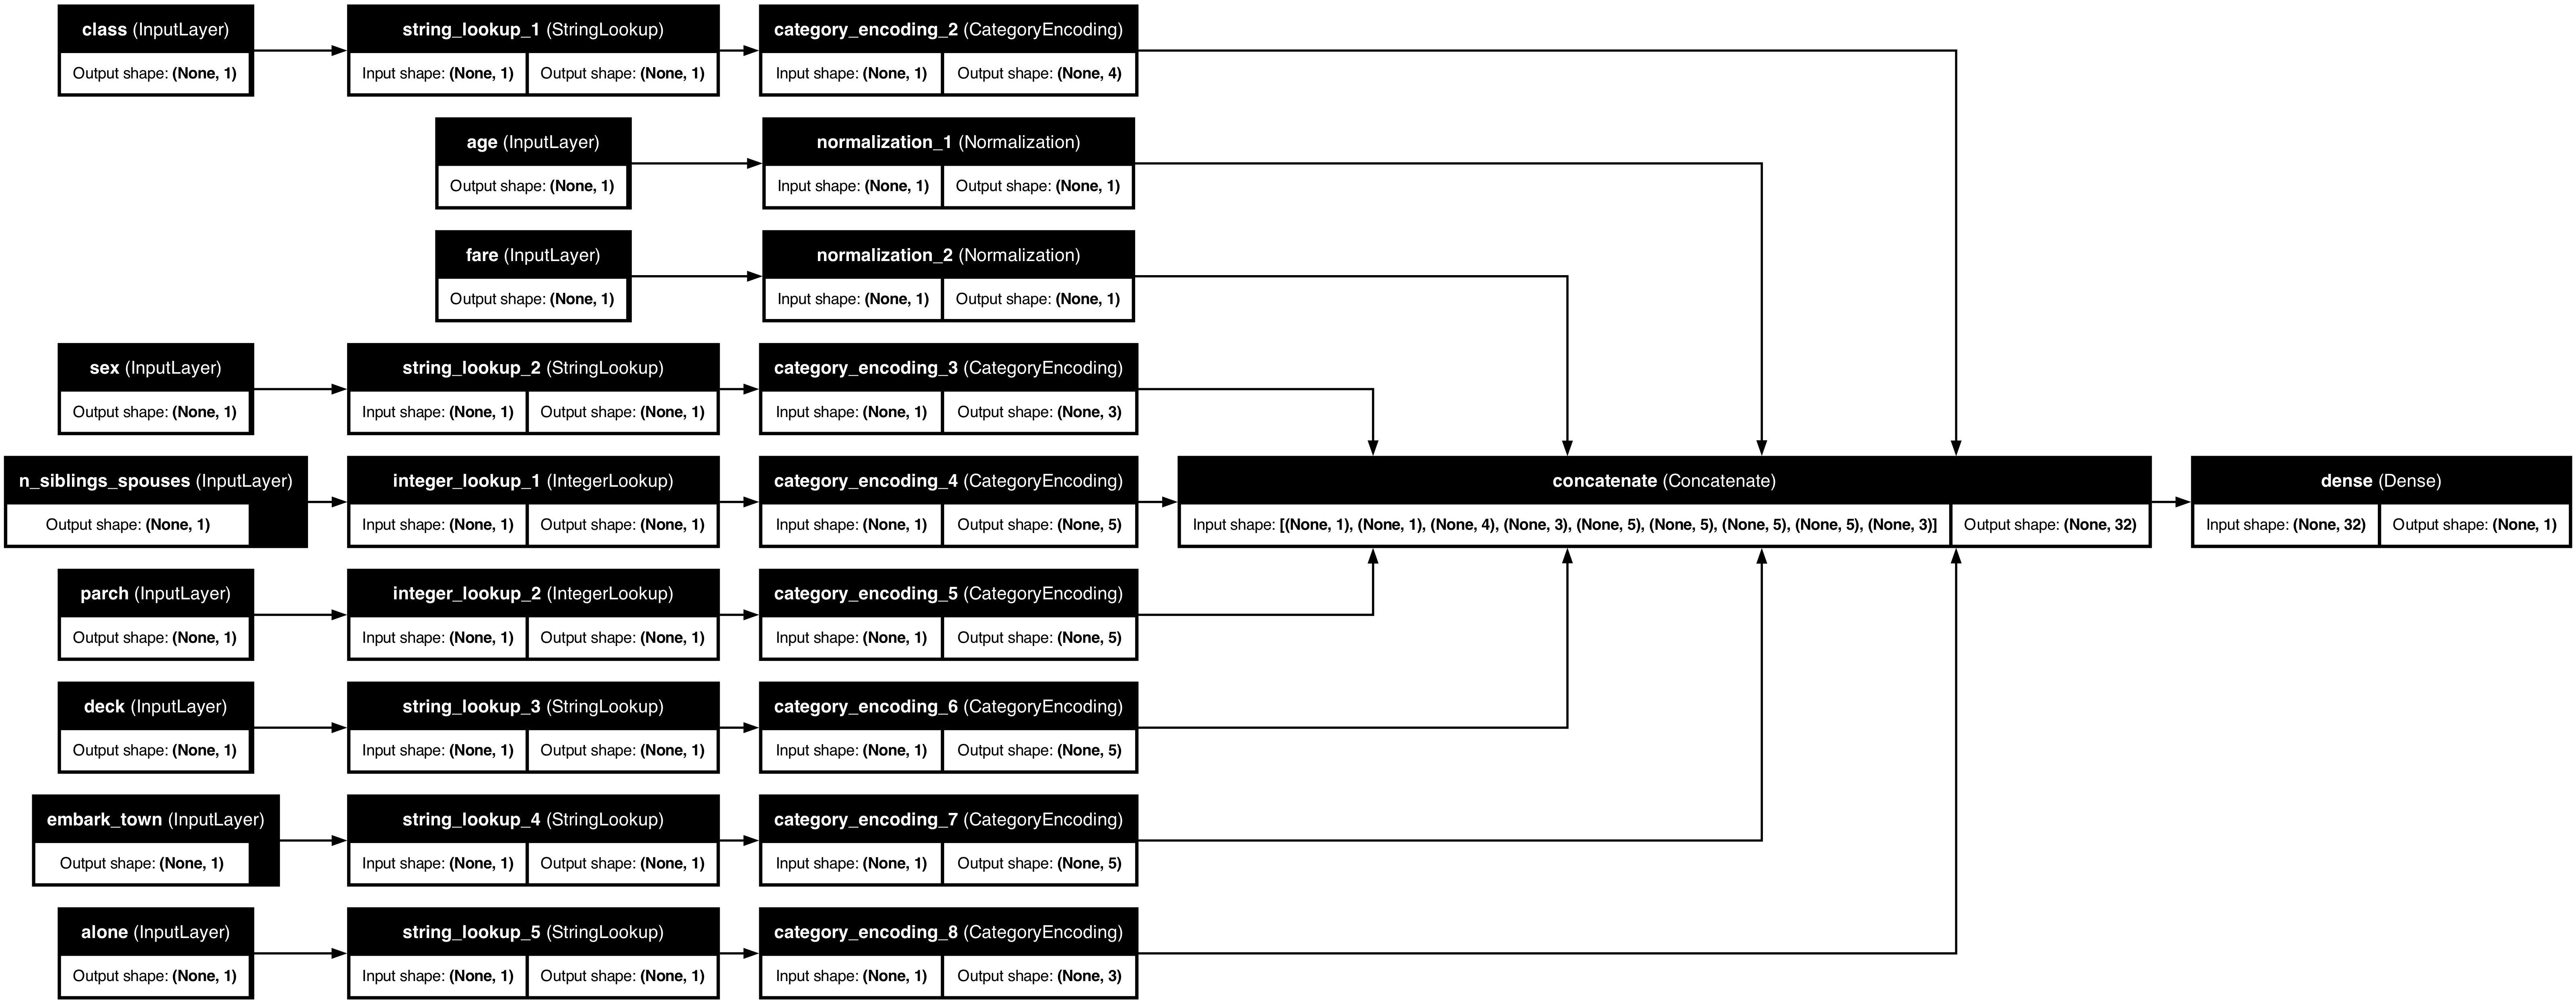 class (InputLayer)
Output shape: (None, 1)
string_lookup_1 (StringLookup)
Input shape: (None, 1) Output shape: (None, 1)
category_encoding_2 (CategoryEncoding)
Input shape: (None, 1) Output shape: (None, 4)
age (InputLayer)
Output shape: (None, 1)
normalization_1 (Normalization)
Input shape: (None, 1) Output shape: (None, 1)
fare (InputLayer)
Output shape: (None, 1)
normalization_2 (Normalization)
Input shape: (None, 1) Output shape: (None, 1)
sex (InputLayer)
Output shape: (None, 1)
string_lookup_2 (StringLookup)
Input shape: (None, 1) Output shape: (None, 1)
category_encoding_3 (CategoryEncoding)
Input shape: (None, 1) Output shape: (None, 3)
n_siblings_spouses (InputLayer)
Output shape: (None, 1)
integer_lookup_1 (IntegerLookup)
Input shape: (None, 1) Output shape: (None, 1)
category_encoding_4 (CategoryEncoding)
Input shape: (None, 1) Output shape: (None, 5)
concatenate (Concatenate)
Input shape: [(None, 1), (None, 1), (None, 4), (None, 3), (None, 5), (None, 5), (None, 5), (None, 5), (None, 3)] Output shape: (None, 32)
dense (Dense)
Input shape: (None, 32) Output shape: (None, 1)
parch (InputLayer)
Output shape: (None, 1)
integer_lookup_2 (IntegerLookup)
Input shape: (None, 1) Output shape: (None, 1)
category_encoding_5 (CategoryEncoding)
Input shape: (None, 1) Output shape: (None, 5)
deck (InputLayer)
Output shape: (None, 1)
string_lookup_3 (StringLookup)
Input shape: (None, 1) Output shape: (None, 1)
category_encoding_6 (CategoryEncoding)
Input shape: (None, 1) Output shape: (None, 5)
embark_town (InputLayer)
Output shape: (None, 1)
string_lookup_4 (StringLookup)
Input shape: (None, 1) Output shape: (None, 1)
category_encoding_7 (CategoryEncoding)
Input shape: (None, 1) Output shape: (None, 5)
alone (InputLayer)
Output shape: (None, 1)
string_lookup_5 (StringLookup)
Input shape: (None, 1) Output shape: (None, 1)
category_encoding_8 (CategoryEncoding)
Input shape: (None, 1) Output shape: (None, 3)